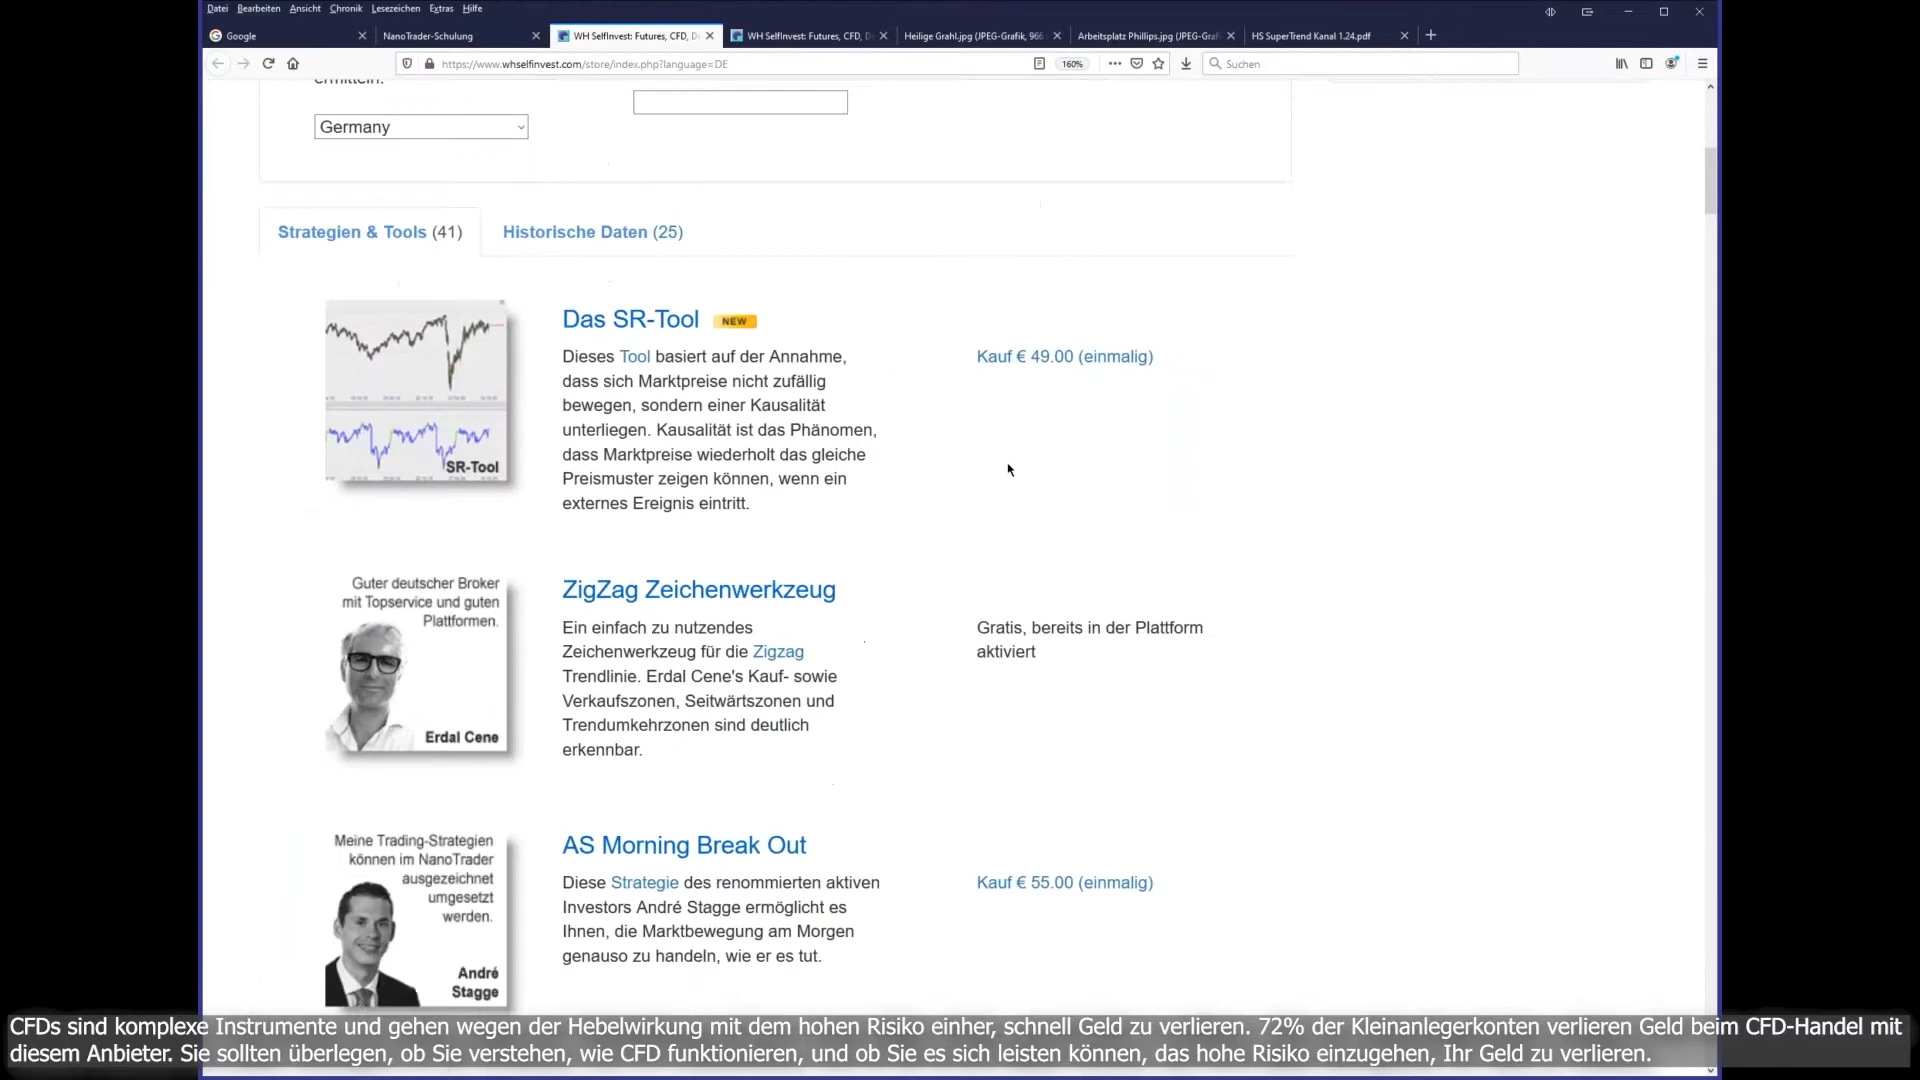 Datei Bearbeiten Ansicht Chronik Lesezeichen Extras Hilfe
Google
NanoTrader-Schulung
WH SelfInvest: Futures, CFD, D
WH SelfInvest: Futures, CFD, De
Heilige Grahl.jpg (JPEG-Grafik, 966
Arbeitsplatz Phillips.jpg (JPEG-Graf
HS SuperTrend Kanal 1.24.pdf
https://www.whselfinvest.com/store/index.php?language=DE
160%
Suchen
ermitteln.
Germany
Strategien & Tools (41)
Historische Daten (25)
SR-Tool
Das SR-Tool NEW
Dieses Tool basiert auf der Annahme,
dass sich Marktpreise nicht zufällig
bewegen, sondern einer Kausalität
unterliegen. Kausalität ist das Phänomen,
dass Marktpreise wiederholt das gleiche
Preismuster zeigen können, wenn ein
externes Ereignis eintritt.
Kauf € 49.00 (einmalig)
Guter deutscher Broker
mit Topservice und guten
Plattformen.
Erdal Cene
ZigZag Zeichenwerkzeug
Ein einfach zu nutzendes
Zeichenwerkzeug für die Zigzag
Trendlinie. Erdal Cene's Kauf- sowie
Verkaufszonen, Seitwärtszonen und
Trendumkehrzonen sind deutlich
erkennbar.
Gratis, bereits in der Plattform
aktiviert
Meine Trading-Strategien
können im NanoTrader
ausgezeichnet
umgesetzt
werden.
André
Stagge
AS Morning Break Out
Diese Strategie des renommierten aktiven
Investors André Stagge ermöglicht es
Ihnen, die Marktbewegung am Morgen
genauso zu handeln, wie er es tut.
Kauf € 55.00 (einmalig)
CFDs sind komplexe Instrumente und gehen wegen der Hebelwirkung mit dem hohen Risiko einher, schnell Geld zu verlieren. 72% der Kleinanlegerkonten verlieren Geld beim CFD-Handel mit
diesem Anbieter. Sie sollten überlegen, ob Sie verstehen, wie CFD funktionieren, und ob Sie es sich leisten können, das hohe Risiko einzugehen, Ihr Geld zu verlieren.